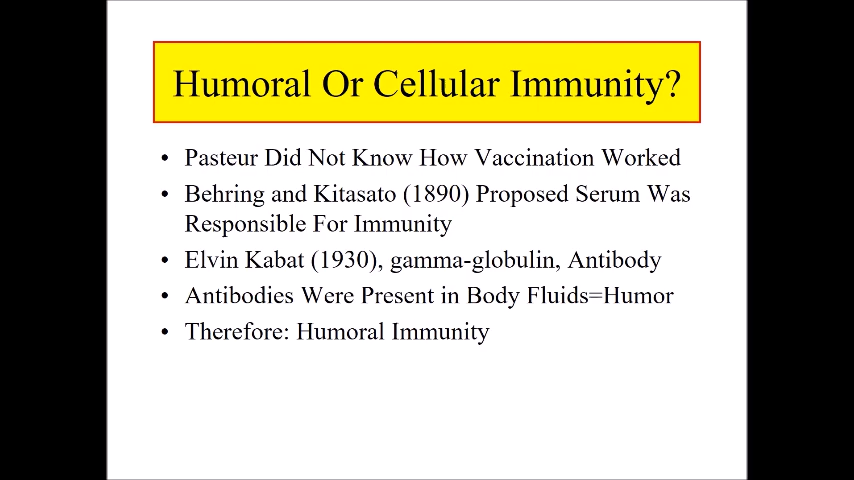 Humoral Or Cellular Immunity?
• Pasteur Did Not Know How Vaccination Worked
• Behring and Kitasato (1890) Proposed Serum Was
Responsible For Immunity
• Elvin Kabat (1930), gamma-globulin, Antibody
• Antibodies Were Present in Body Fluids=Humor
• Therefore: Humoral Immunity